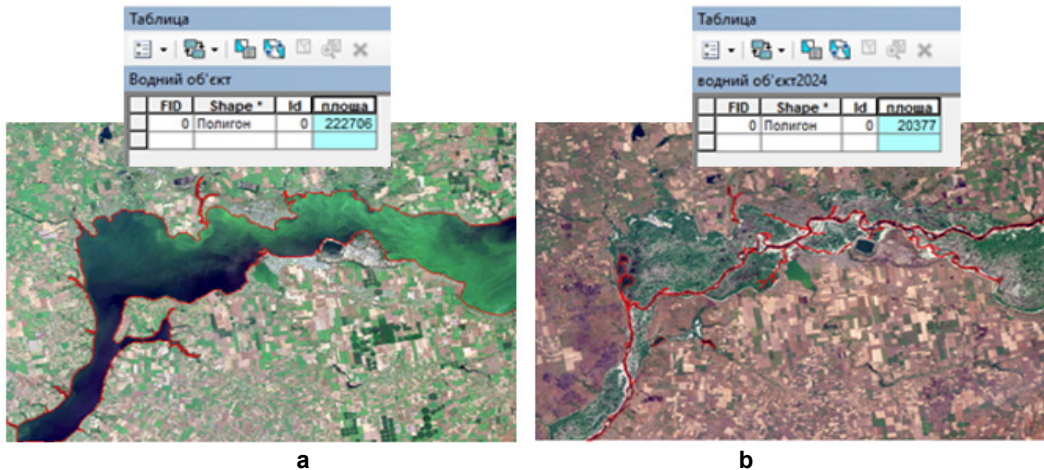 Таблица
Водний об'єкт
FID Shape * Id площа
0 Полигон 0 222706
Таблица
водний об'єкт2024
FID Shape * Id площа
0 Полигон 0 20377
a
b